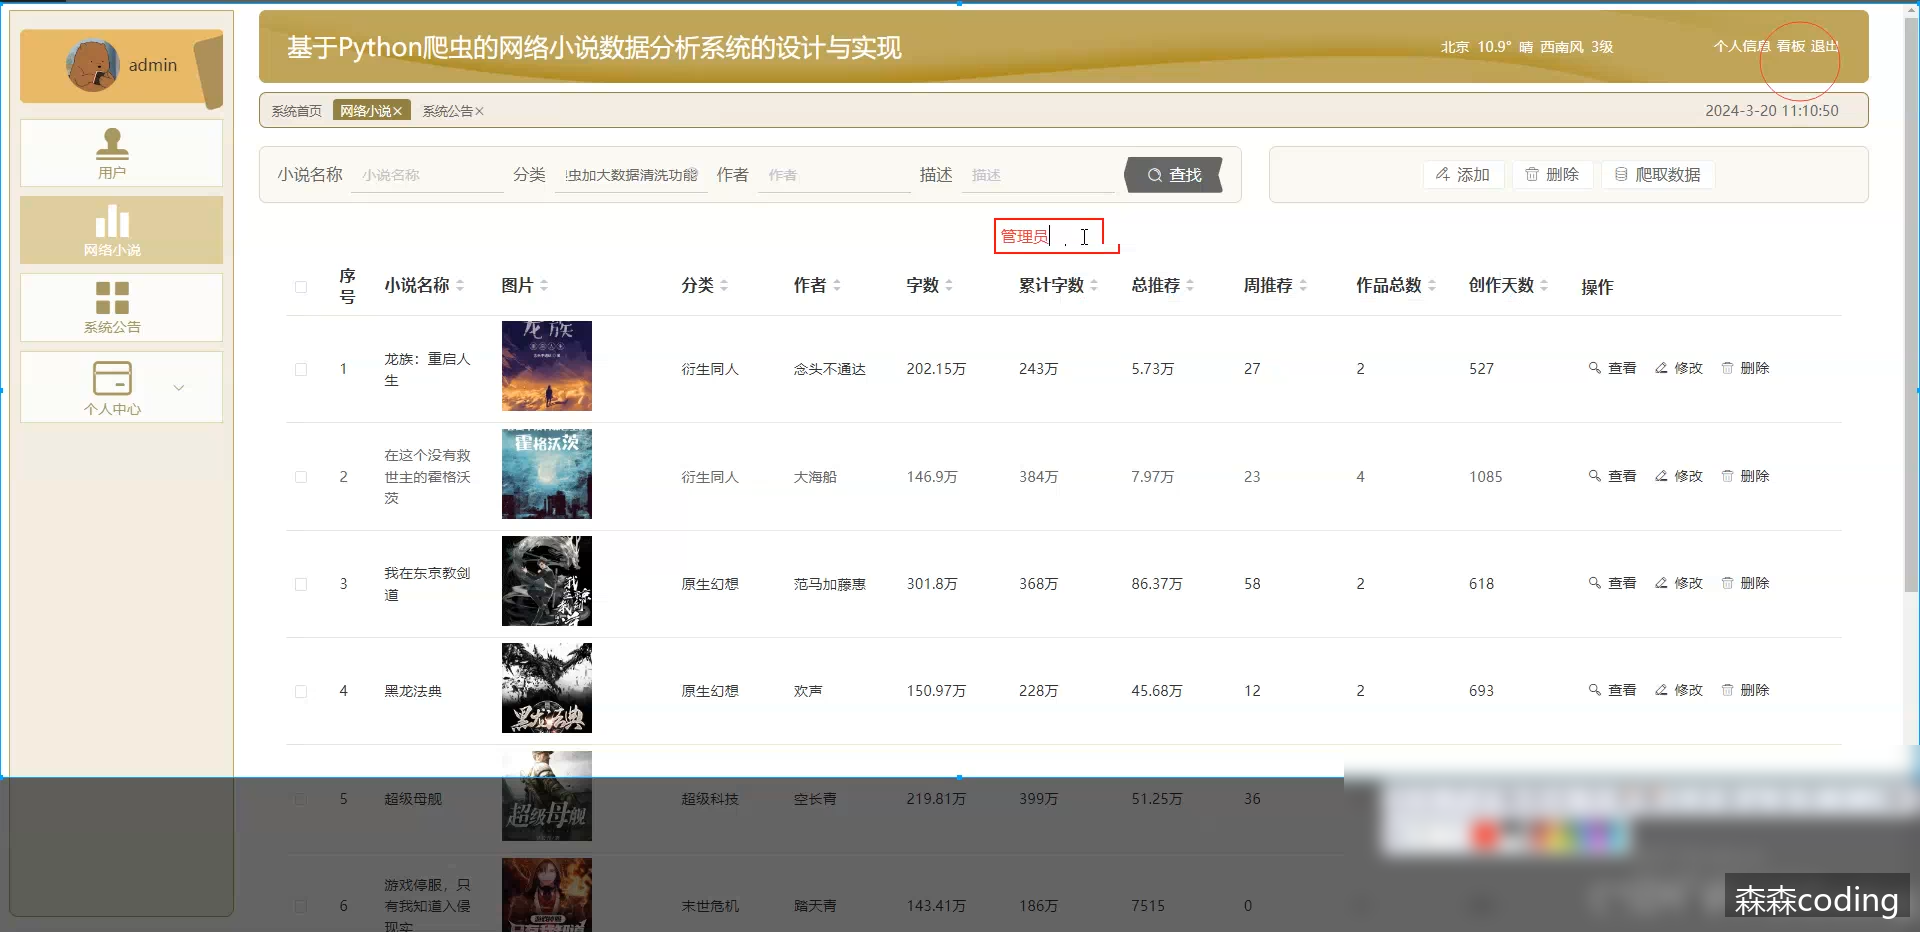 admin
基于Python爬虫的网络小说数据分析系统的设计与实现
北京 10.9° 晴 西南风 3级
个人信息 看板 退出
系统首页 网络小说× 系统公告×
2024-3-20 11:10:50
用户
网络小说
系统公告
个人中心
小说名称 小说名称 分类 虫加大数据清洗功能 作者 作者 描述 描述 查找
添加 删除 爬取数据
管理员
序号 小说名称 图片 分类 作者 字数 累计字数 总推荐 周推荐 作品总数 创作天数 操作
1 龙族：重启人生 衍生同人 念头不通达 202.15万 243万 5.73万 27 2 527 查看 修改 删除
龙族
2 在这个没有救世主的霍格沃茨 衍生同人 大海船 146.9万 384万 7.97万 23 4 1085 查看 修改 删除
霍格沃茨
3 我在东京教剑道 原生幻想 范马加藤惠 301.8万 368万 86.37万 58 2 618 查看 修改 删除
4 黑龙法典 原生幻想 欢声 150.97万 228万 45.68万 12 2 693 查看 修改 删除
黑龙法典
5 超级母舰 超级科技 空长青 219.81万 399万 51.25万 36
超级母舰
6 游戏停服，只有我知道入侵现实 末世危机 踏天青 143.41万 186万 7515 0
森森coding